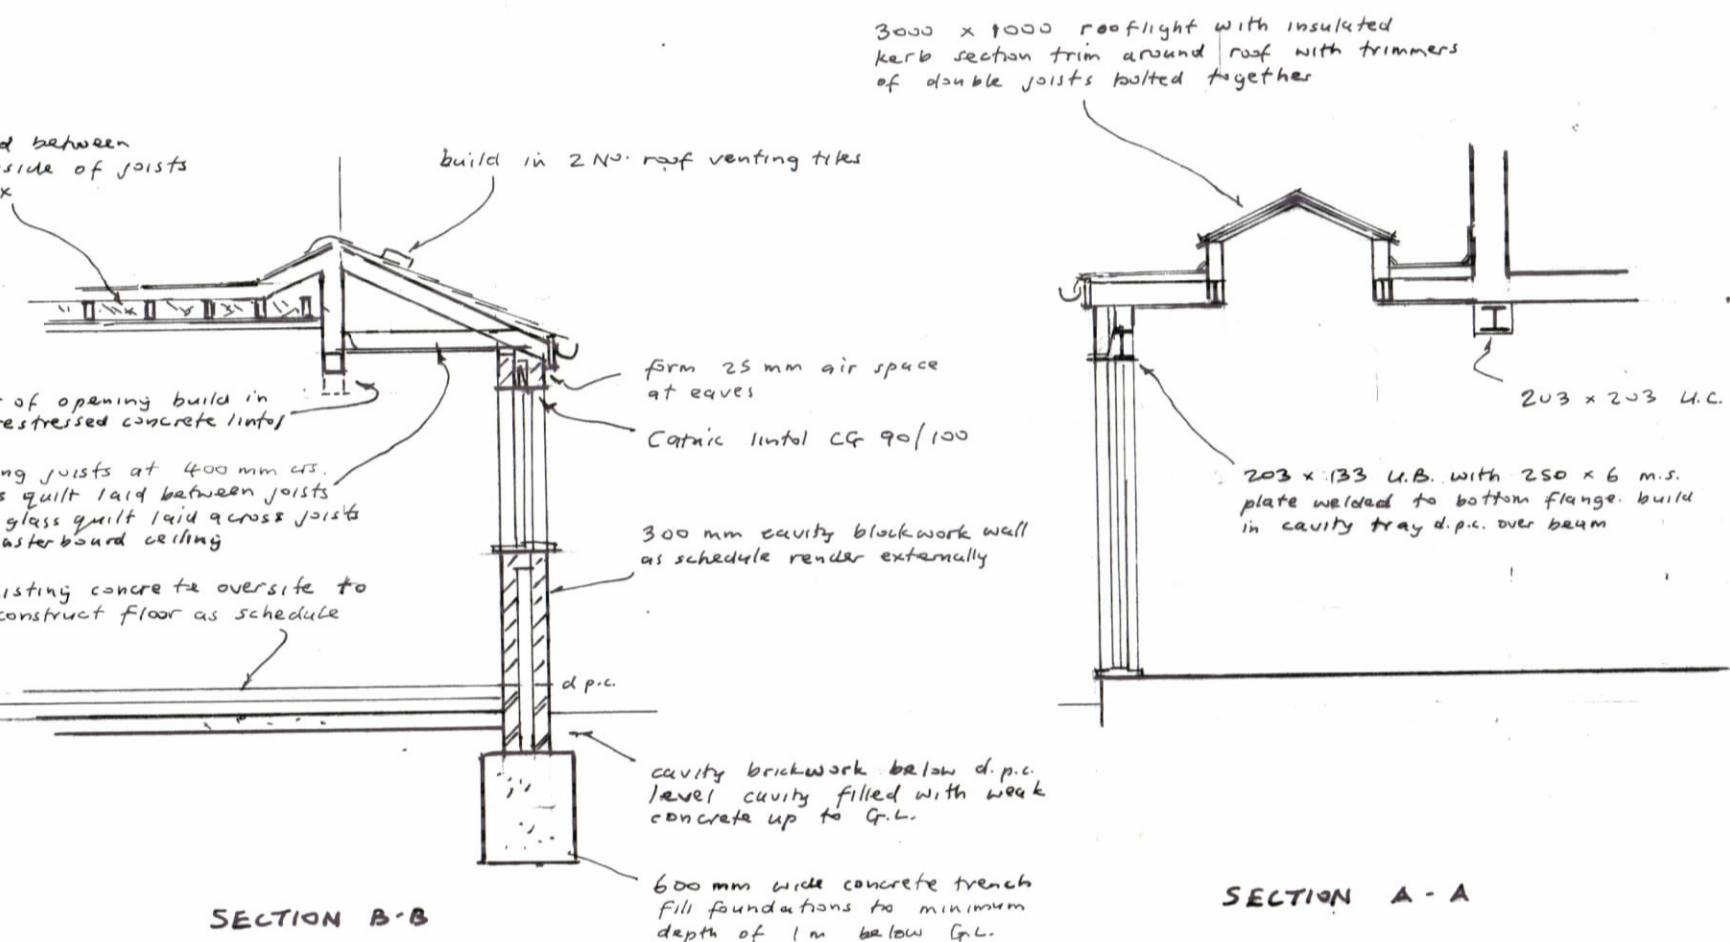 3000 x 1000 rooflight with insulated
kerb section trim around roof with trimmers
of double joists bolted together
d between
side of joists
x
build in 2 No. roof venting tiles
form 25 mm air space
at eaves
Catnic lintol CG 90/100
of opening build in
restressed concrete lintol
ng joists at 400 mm crs.
s quilt laid between joists
glass quilt laid across joists
asterboard ceiling
300 mm cavity blockwork wall
as schedule render externally
isting concrete oversite to
construct floor as schedule
d p.c.
cavity brickwork below d.p.c.
level cavity filled with weak
concrete up to G.L.
600 mm wide concrete trench
fill foundations to minimum
depth of 1m below G.L.
SECTION B-B
203 x 203 U.C.
203 x 133 U.B. with 250 x 6 m.s.
plate welded to bottom flange. build
in cavity tray d.p.c. over beam
SECTION A-A